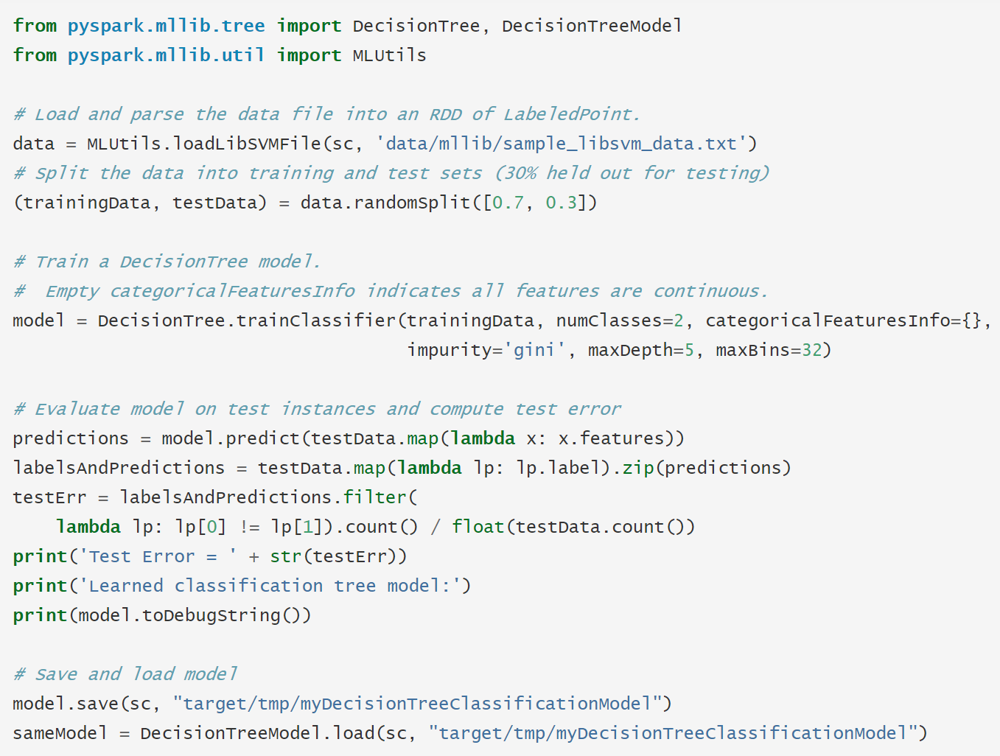 from pyspark.mllib.tree import DecisionTree, DecisionTreeModel
from pyspark.mllib.util import MLUtils

# Load and parse the data file into an RDD of LabeledPoint.
data = MLUtils.loadLibSVMFile(sc, 'data/mllib/sample_libsvm_data.txt')
# Split the data into training and test sets (30% held out for testing)
(trainingData, testData) = data.randomSplit([0.7, 0.3])

# Train a DecisionTree model.
#  Empty categoricalFeaturesInfo indicates all features are continuous.
model = DecisionTree.trainClassifier(trainingData, numClasses=2, categoricalFeaturesInfo={},
                                     impurity='gini', maxDepth=5, maxBins=32)

# Evaluate model on test instances and compute test error
predictions = model.predict(testData.map(lambda x: x.features))
labelsAndPredictions = testData.map(lambda lp: lp.label).zip(predictions)
testErr = labelsAndPredictions.filter(
    lambda lp: lp[0] != lp[1]).count() / float(testData.count())
print('Test Error = ' + str(testErr))
print('Learned classification tree model:')
print(model.toDebugString())

# Save and load model
model.save(sc, "target/tmp/myDecisionTreeClassificationModel")
sameModel = DecisionTreeModel.load(sc, "target/tmp/myDecisionTreeClassificationModel")